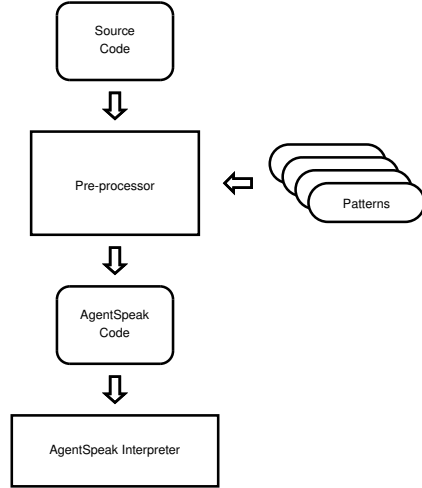 Source
Code
Pre-processor
Patterns
AgentSpeak
Code
AgentSpeak Interpreter